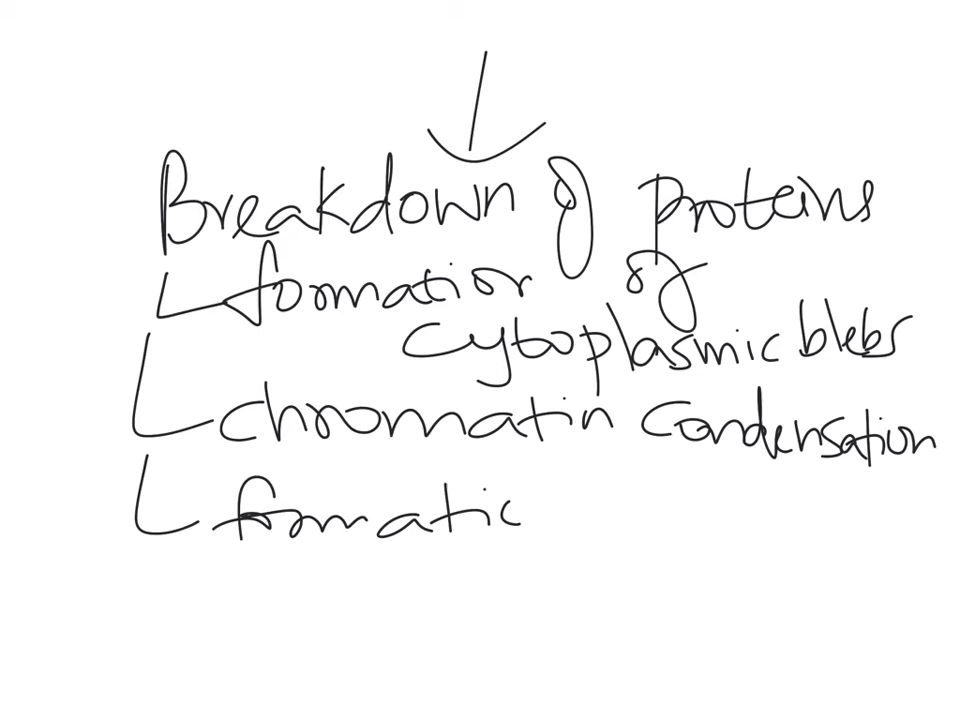 Breakdown of proteins
formation of
cytoplasmic blebs
chromatin condensation
formatic